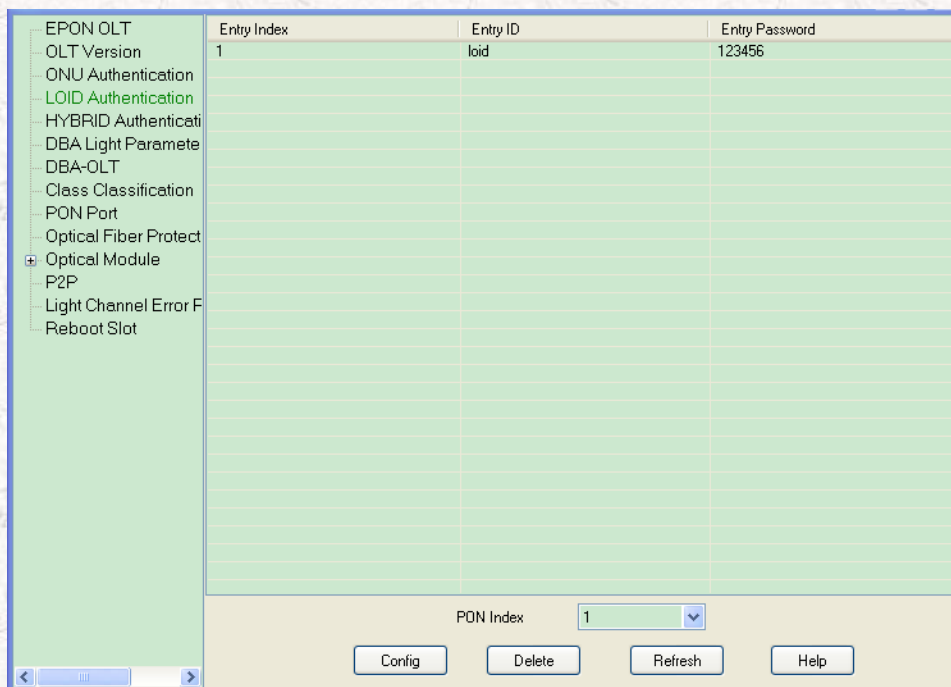 EPON OLT
OLT Version
ONU Authentication
LOID Authentication
HYBRID Authenticati
DBA Light Paramete
DBA-OLT
Class Classification
PON Port
Optical Fiber Protect
Optical Module
P2P
Light Channel Error F
Reboot Slot
Entry Index Entry ID Entry Password
1 loid 123456
PON Index 1
Config Delete Refresh Help